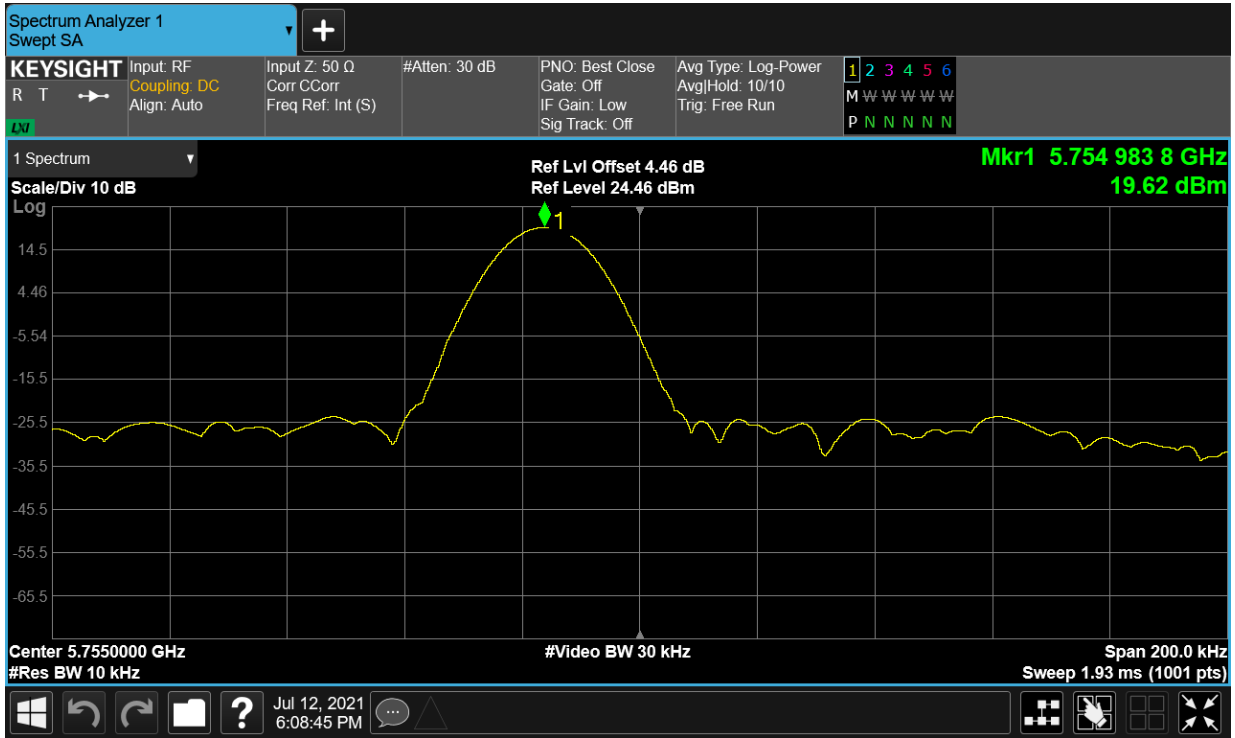 Spectrum Analyzer 1
Swept SA
KEYSIGHT
R T
LXI
Input: RF
Coupling: DC
Align: Auto
Input Z: 50 Ω
Corr CCorr
Freq Ref: Int (S)
#Atten: 30 dB
PNO: Best Close
Gate: Off
IF Gain: Low
Sig Track: Off
Avg Type: Log-Power
Avg|Hold: 10/10
Trig: Free Run
1 2 3 4 5 6
M W W W W W
P N N N N N
1 Spectrum
Scale/Div 10 dB
Log
Ref Lvl Offset 4.46 dB
Ref Level 24.46 dBm
Mkr1 5.754 983 8 GHz
19.62 dBm
1
14.5
4.46
-5.54
-15.5
-25.5
-35.5
-45.5
-55.5
-65.5
Center 5.7550000 GHz
#Video BW 30 kHz
Span 200.0 kHz
#Res BW 10 kHz
Sweep 1.93 ms (1001 pts)
?
Jul 12, 2021
6:08:45 PM